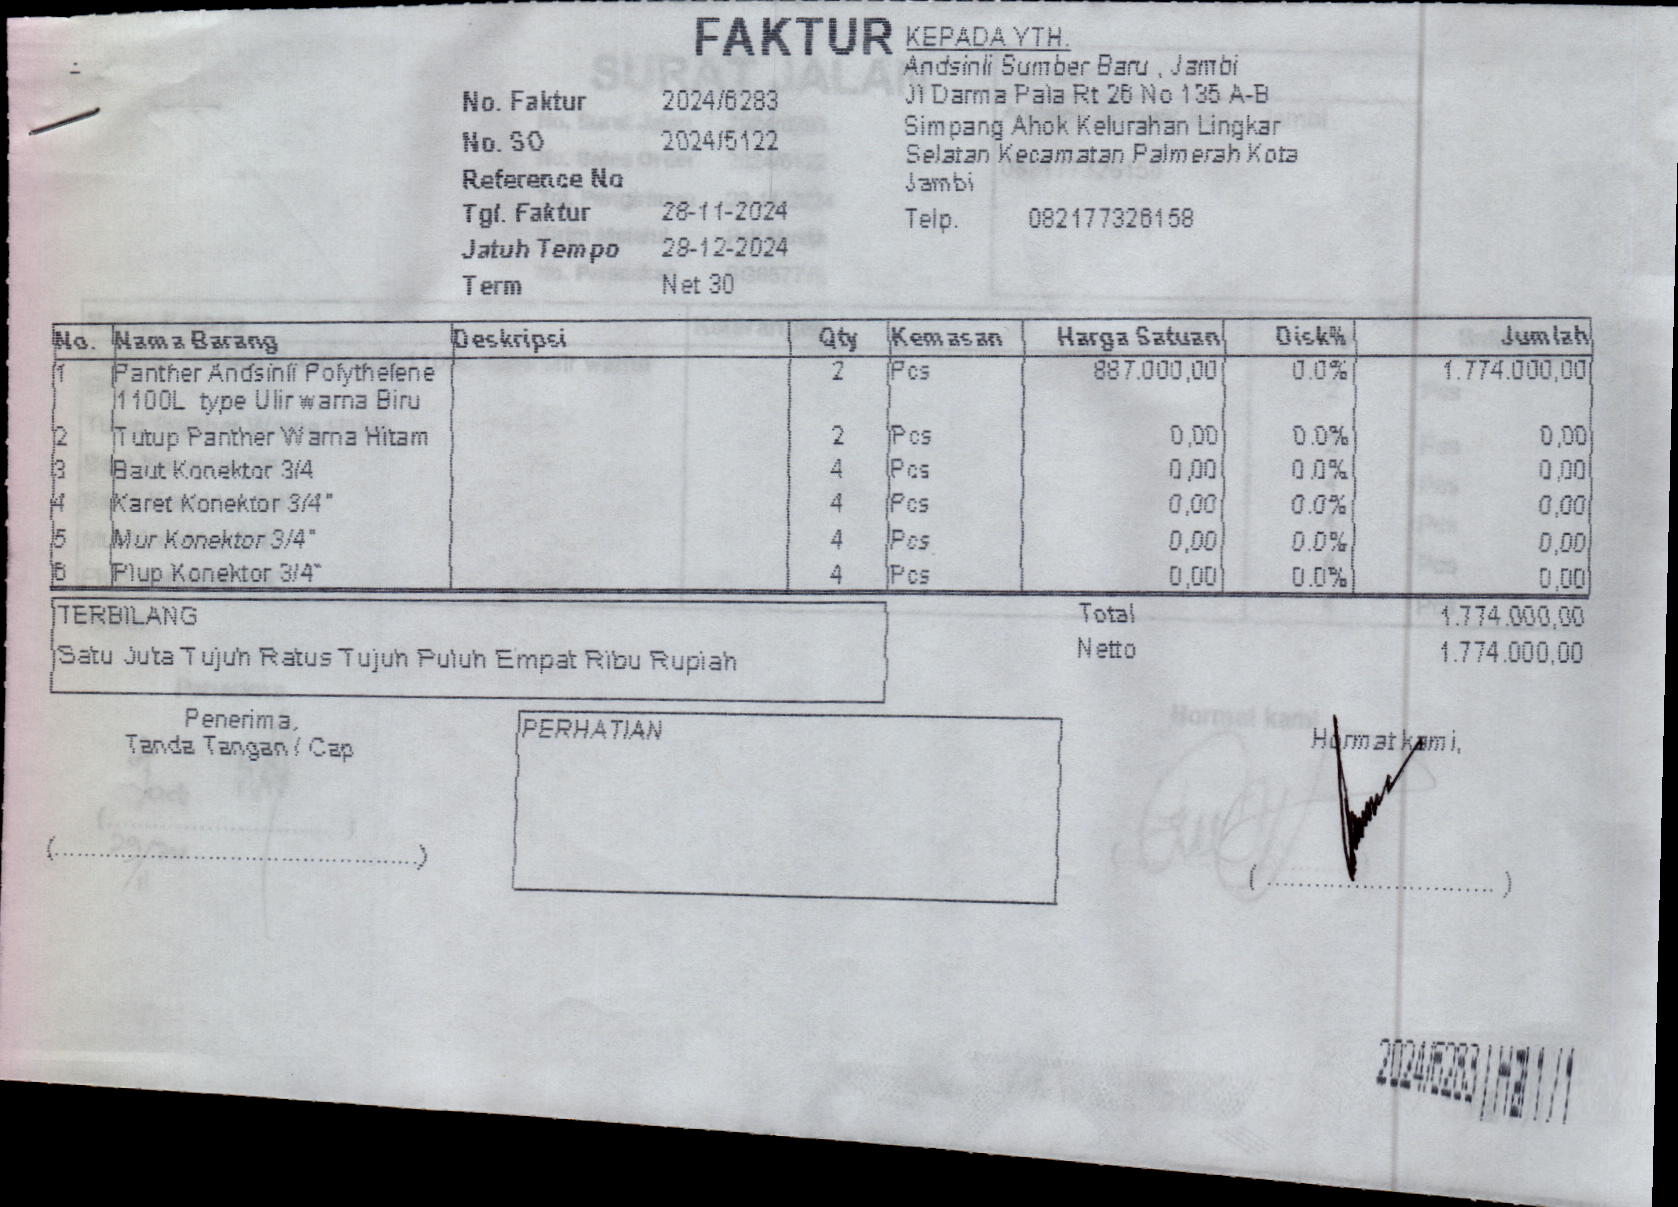 FAKTUR
KEPADA YTH.
Andsinli Sumber Baru , Jambi
Jl Darma Pala Rt 26 No 135 A-B
Simpang Ahok Kelurahan Lingkar
Selatan Kecamatan Palmerah Kota
Jambi
Telp. 082177326158
No. Faktur 2024/6283
No. SO 2024/5122
Reference No
Tgl. Faktur 28-11-2024
Jatuh Tempo 28-12-2024
Term Net 30
No. Nama Barang Deskripsi Qty Kemasan Harga Satuan Disk% Jumlah
1 Panther Andsinli Polythelene 2 Pcs 887.000,00 0.0% 1.774.000,00
1100L type Ulir warna Biru
2 Tutup Panther Warna Hitam 2 Pcs 0,00 0.0% 0,00
3 Baut Konektor 3/4 4 Pcs 0,00 0.0% 0,00
4 Karet Konektor 3/4" 4 Pcs 0,00 0.0% 0,00
5 Mur Konektor 3/4" 4 Pcs 0,00 0.0% 0,00
6 Plup Konektor 3/4" 4 Pcs 0,00 0.0% 0,00
TERBILANG
Satu Juta Tujuh Ratus Tujuh Puluh Empat Ribu Rupiah
Total 1.774.000,00
Netto 1.774.000,00
Penerima,
Tanda Tangan / Cap
(..................................................)
PERHATIAN
Hormat kami,
( ............................... )
2024/6283
SURAT JALAN